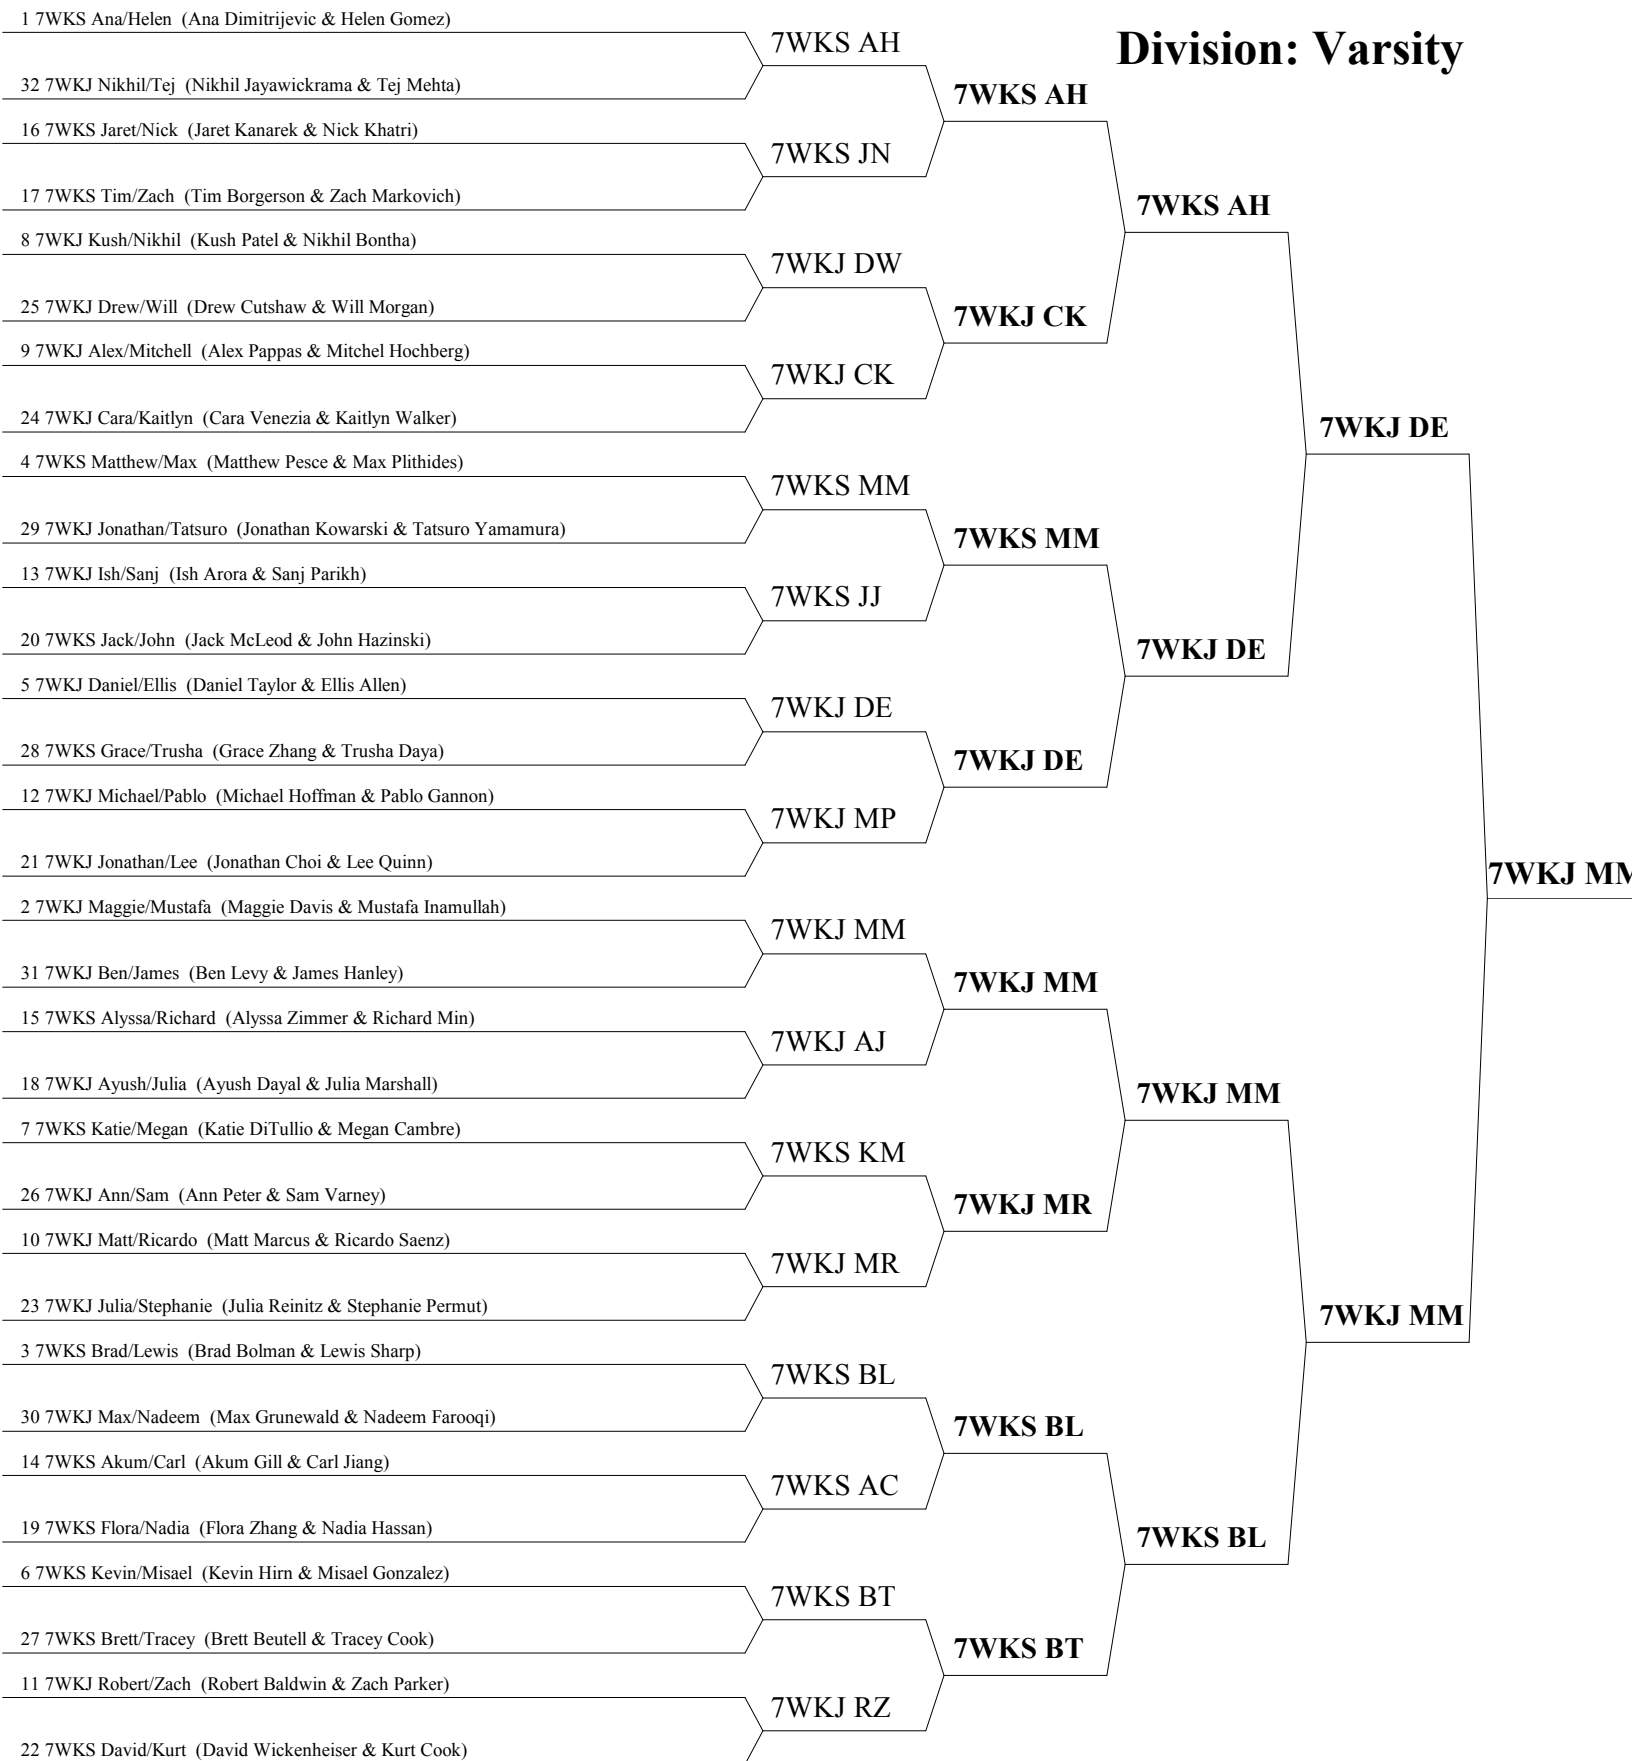 Division: Varsity
1 7WKS Ana/Helen (Ana Dimitrijevic & Helen Gomez)
32 7WKJ Nikhil/Tej (Nikhil Jayawickrama & Tej Mehta)
16 7WKS Jaret/Nick (Jaret Kanarek & Nick Khatri)
17 7WKS Tim/Zach (Tim Borgerson & Zach Markovich)
8 7WKJ Kush/Nikhil (Kush Patel & Nikhil Bontha)
25 7WKJ Drew/Will (Drew Cutshaw & Will Morgan)
9 7WKJ Alex/Mitchell (Alex Pappas & Mitchel Hochberg)
24 7WKJ Cara/Kaitlyn (Cara Venezia & Kaitlyn Walker)
4 7WKS Matthew/Max (Matthew Pesce & Max Plithides)
29 7WKJ Jonathan/Tatsuro (Jonathan Kowarski & Tatsuro Yamamura)
13 7WKJ Ish/Sanj (Ish Arora & Sanj Parikh)
20 7WKS Jack/John (Jack McLeod & John Hazinski)
5 7WKJ Daniel/Ellis (Daniel Taylor & Ellis Allen)
28 7WKS Grace/Trusha (Grace Zhang & Trusha Daya)
12 7WKJ Michael/Pablo (Michael Hoffman & Pablo Gannon)
21 7WKJ Jonathan/Lee (Jonathan Choi & Lee Quinn)
2 7WKJ Maggie/Mustafa (Maggie Davis & Mustafa Inamullah)
31 7WKJ Ben/James (Ben Levy & James Hanley)
15 7WKS Alyssa/Richard (Alyssa Zimmer & Richard Min)
18 7WKJ Ayush/Julia (Ayush Dayal & Julia Marshall)
7 7WKS Katie/Megan (Katie DiTullio & Megan Cambre)
26 7WKJ Ann/Sam (Ann Peter & Sam Varney)
10 7WKJ Matt/Ricardo (Matt Marcus & Ricardo Saenz)
23 7WKJ Julia/Stephanie (Julia Reinitz & Stephanie Permut)
3 7WKS Brad/Lewis (Brad Bolman & Lewis Sharp)
30 7WKJ Max/Nadeem (Max Grunewald & Nadeem Farooqi)
14 7WKS Akum/Carl (Akum Gill & Carl Jiang)
19 7WKS Flora/Nadia (Flora Zhang & Nadia Hassan)
6 7WKS Kevin/Misael (Kevin Hirn & Misael Gonzalez)
27 7WKS Brett/Tracey (Brett Beutell & Tracey Cook)
11 7WKJ Robert/Zach (Robert Baldwin & Zach Parker)
22 7WKS David/Kurt (David Wickenheiser & Kurt Cook)
7WKS AH
7WKS JN
7WKJ DW
7WKJ CK
7WKS MM
7WKS JJ
7WKJ DE
7WKJ MP
7WKJ MM
7WKJ AJ
7WKS KM
7WKJ MR
7WKS BL
7WKS AC
7WKS BT
7WKJ RZ
7WKS AH
7WKJ CK
7WKS MM
7WKJ DE
7WKJ MM
7WKJ MR
7WKS BL
7WKS BT
7WKS AH
7WKJ DE
7WKJ MM
7WKS BL
7WKJ DE
7WKJ MM
7WKJ MM